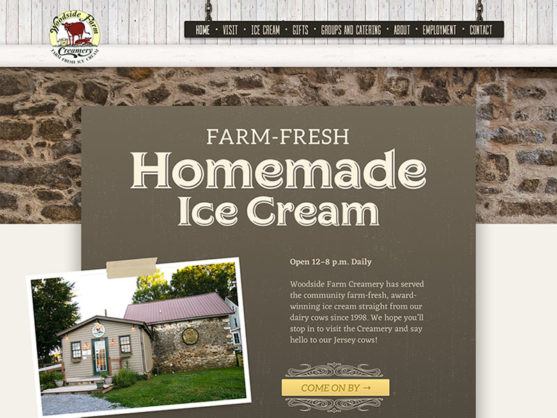 Woodside Farm
Creamery
FARM FRESH ICE CREAM
HOME • VISIT • ICE CREAM • GIFTS • GROUPS AND CATERING • ABOUT • EMPLOYMENT • CONTACT
FARM-FRESH
Homemade
Ice Cream
Open 12–8 p.m. Daily
Woodside Farm Creamery has served
the community farm-fresh, award-
winning ice cream straight from our
dairy cows since 1998. We hope you'll
stop in to visit the Creamery and say
hello to our Jersey cows!
COME ON BY →